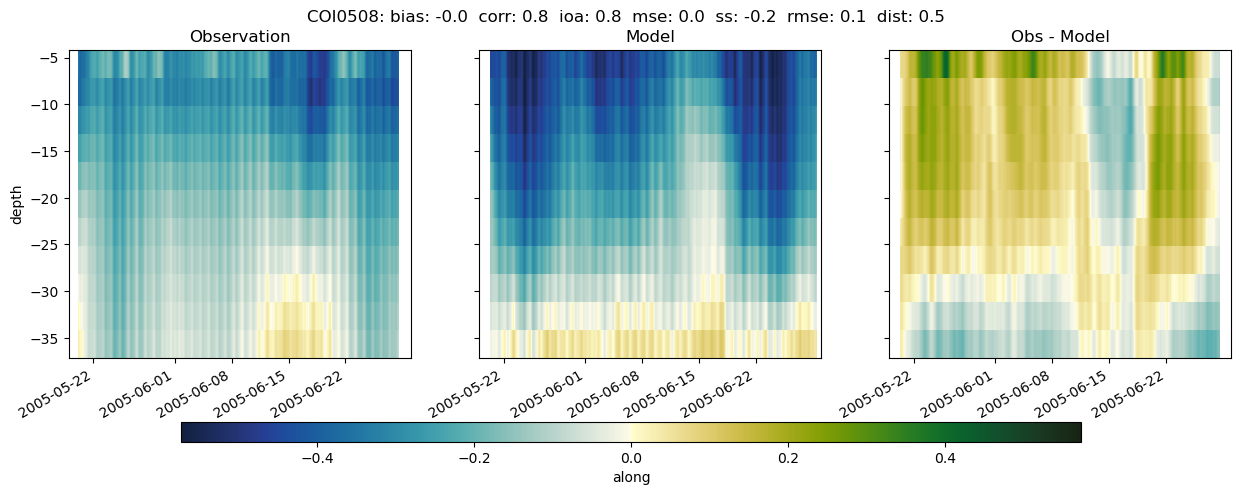 COI0508: bias: -0.0 corr: 0.8 ioa: 0.8 mse: 0.0 ss: -0.2 rmse: 0.1 dist: 0.5
Observation Model Obs - Model
−5
−10
−15
−20
−25
−30
−35
depth
2005-05-22 2005-06-01 2005-06-08 2005-06-15 2005-06-22 2005-05-22 2005-06-01 2005-06-08 2005-06-15 2005-06-22 2005-05-22 2005-06-01 2005-06-08 2005-06-15 2005-06-22
−0.4 −0.2 0.0 0.2 0.4
along